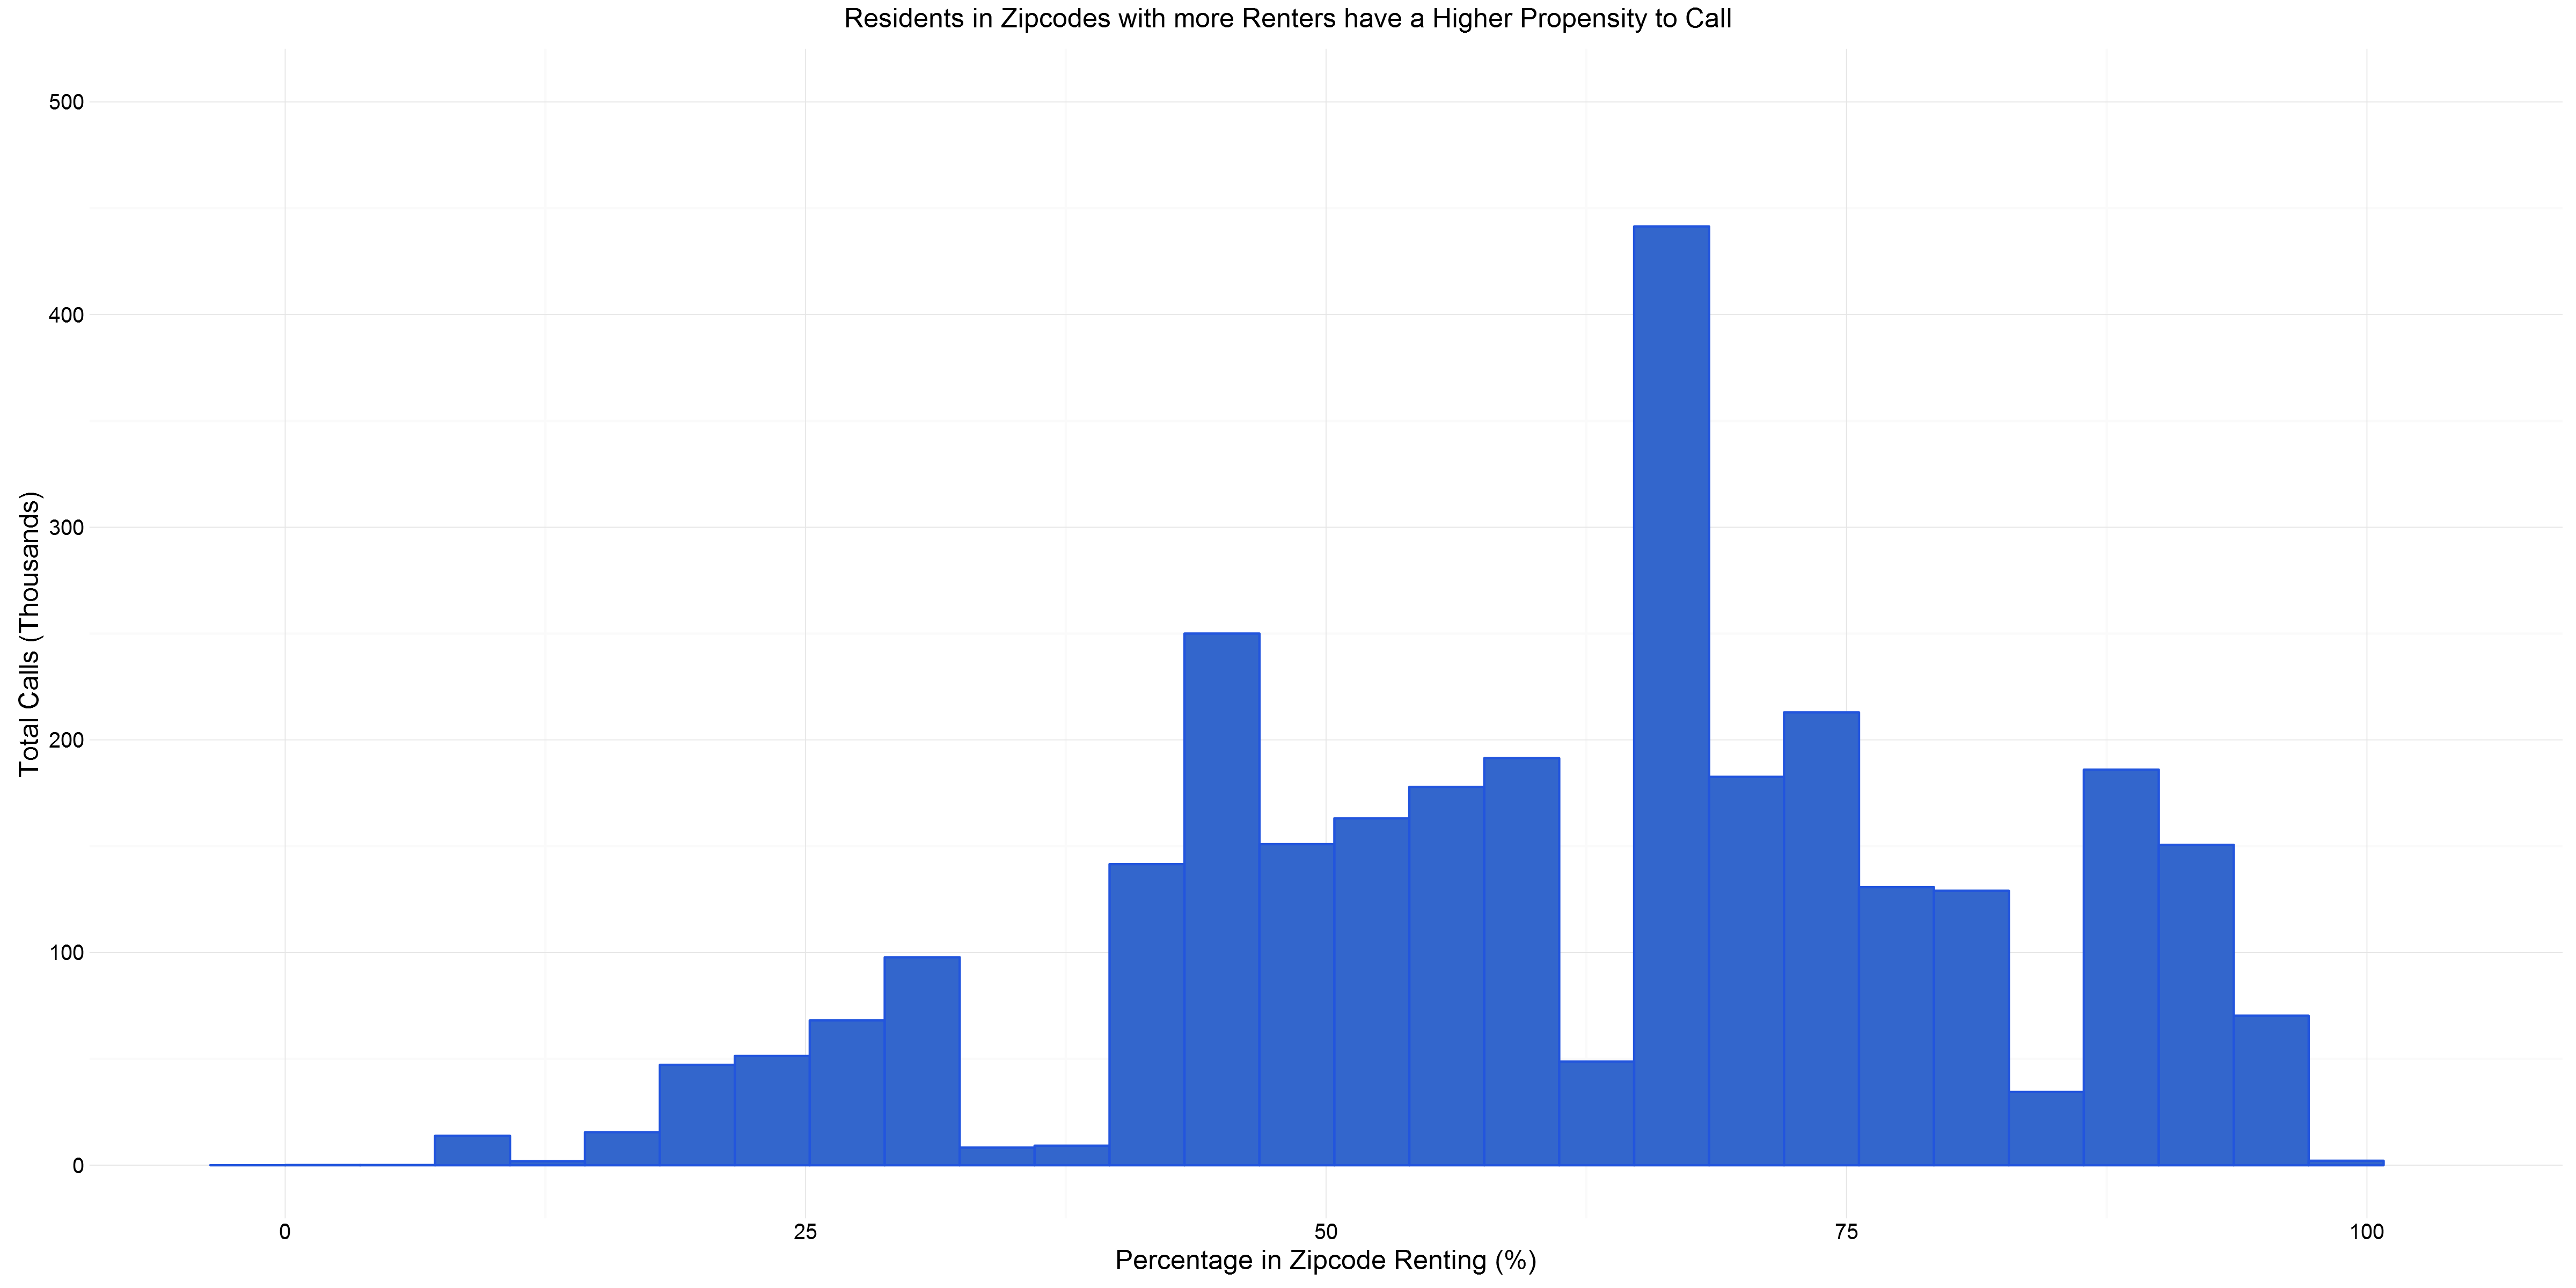 Residents in Zipcodes with more Renters have a Higher Propensity to Call
500
400
300
200
100
0
Total Calls (Thousands)
0 25 50 75 100
Percentage in Zipcode Renting (%)